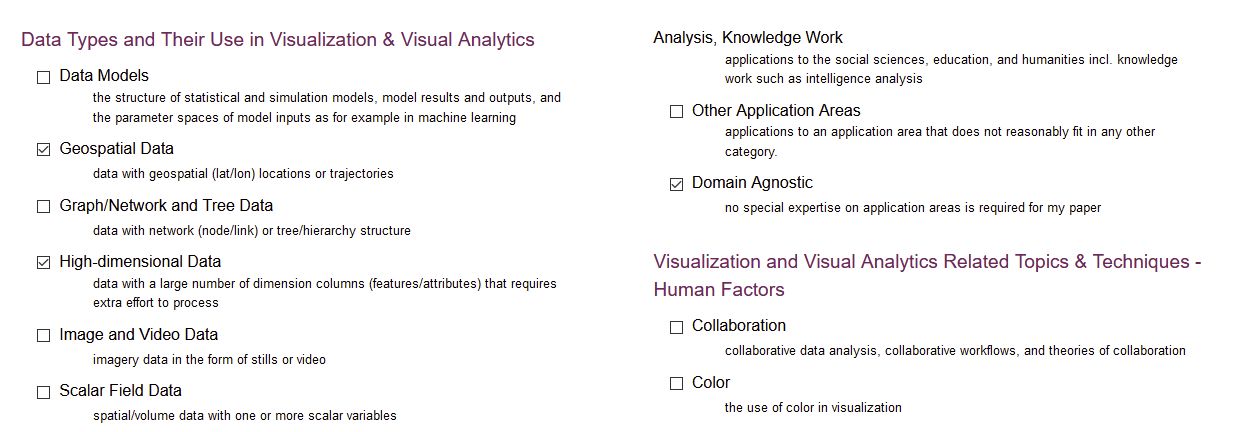 Data Types and Their Use in Visualization & Visual Analytics
Data Models
the structure of statistical and simulation models, model results and outputs, and
the parameter spaces of model inputs as for example in machine learning
Geospatial Data
data with geospatial (lat/lon) locations or trajectories
Graph/Network and Tree Data
data with network (node/link) or tree/hierarchy structure
High-dimensional Data
data with a large number of dimension columns (features/attributes) that requires
extra effort to process
Image and Video Data
imagery data in the form of stills or video
Scalar Field Data
spatial/volume data with one or more scalar variables
Analysis, Knowledge Work
applications to the social sciences, education, and humanities incl. knowledge
work such as intelligence analysis
Other Application Areas
applications to an application area that does not reasonably fit in any other
category.
Domain Agnostic
no special expertise on application areas is required for my paper
Visualization and Visual Analytics Related Topics & Techniques -
Human Factors
Collaboration
collaborative data analysis, collaborative workflows, and theories of collaboration
Color
the use of color in visualization